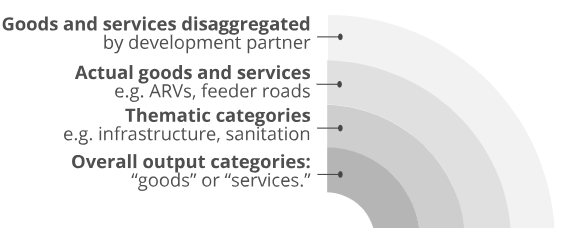 Goods and services disaggregated
by development partner
Actual goods and services
e.g. ARVs, feeder roads
Thematic categories
e.g. infrastructure, sanitation
Overall output categories:
“goods” or “services.”